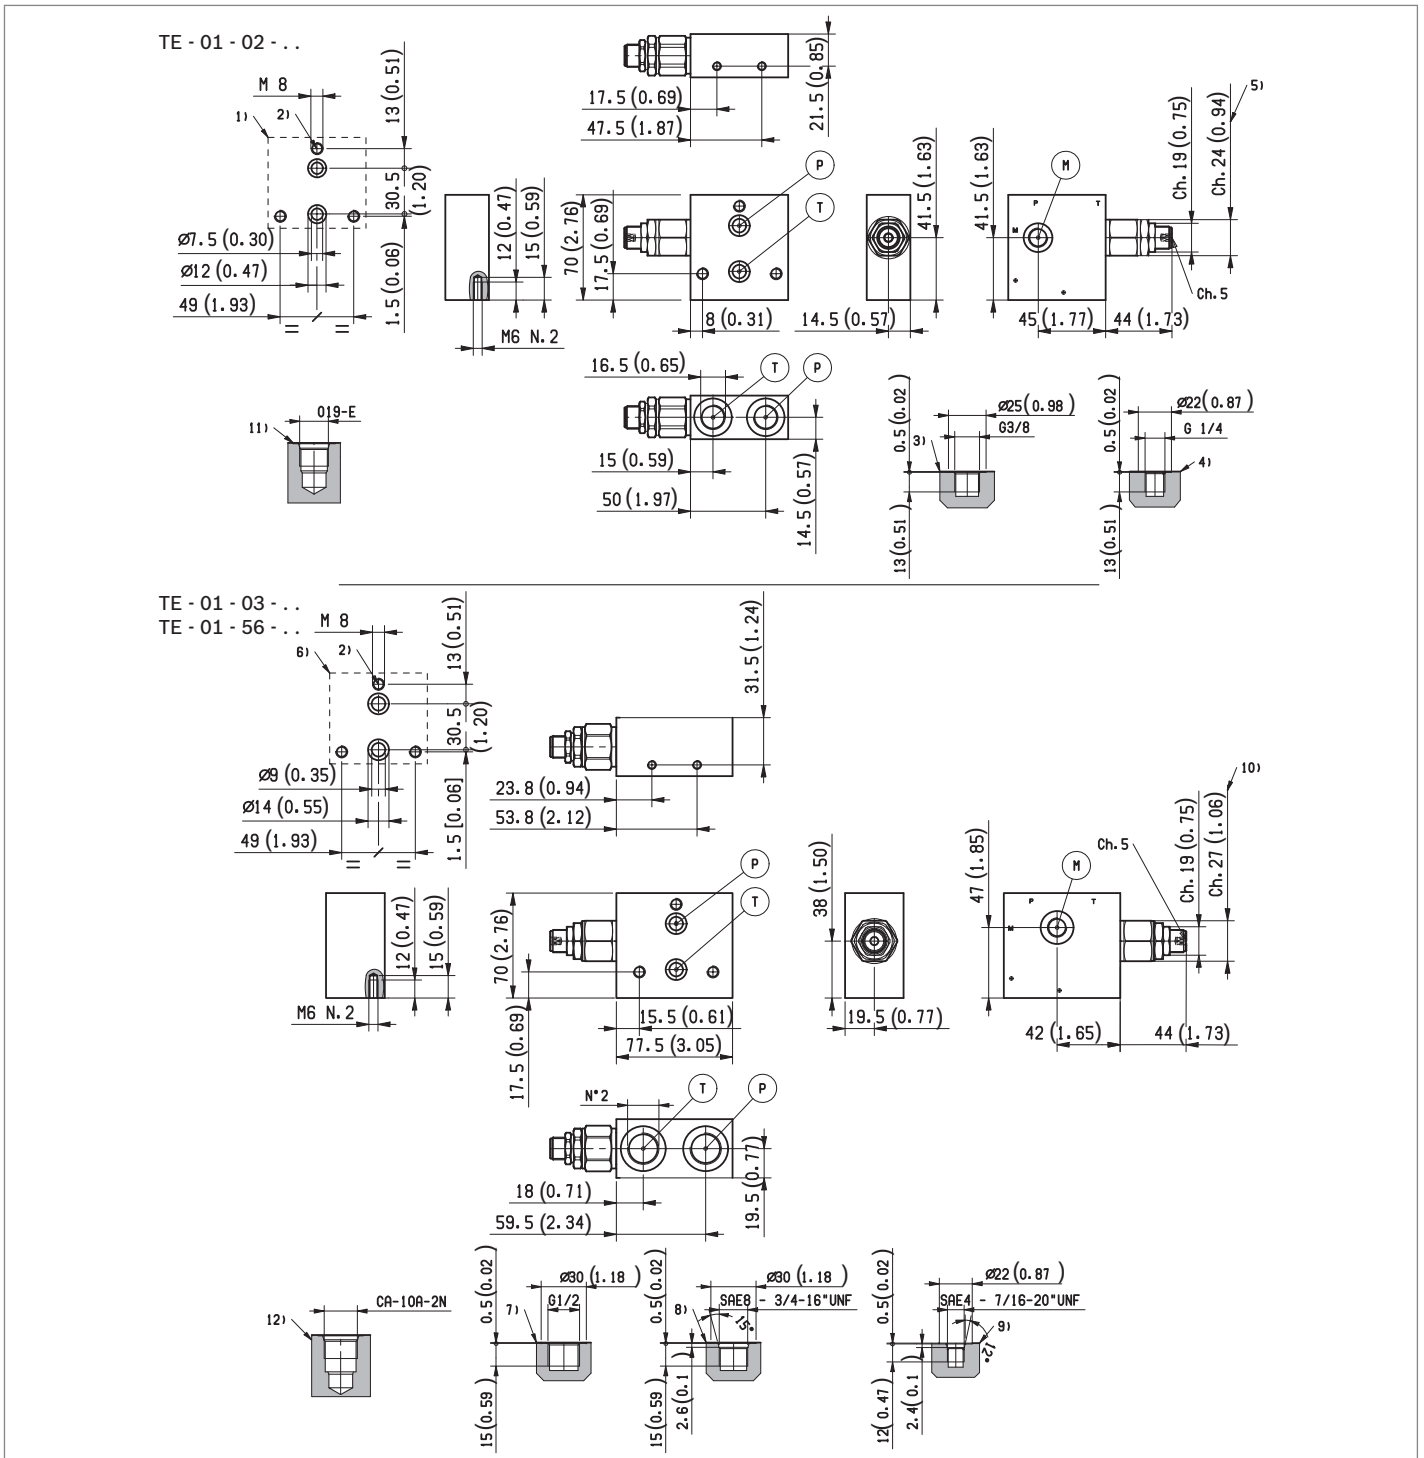 TE - 01 - 02 - ..
M 8
1)
2)
13 (0.51)
30.5
(1.20)
1.5 (0.06)
Ø7.5 (0.30)
Ø12 (0.47)
49 (1.93)
= =
12 (0.47)
15 (0.59)
M6 N.2
17.5 (0.69)
47.5 (1.87)
21.5 (0.85)
P
T
70 (2.76)
17.5 (0.69)
8 (0.31)
41.5 (1.63)
14.5 (0.57)
41.5 (1.63)
M
P
T
M
Ch.19 (0.75)
Ch.24 (0.94)
5)
Ch.5
45 (1.77)
44 (1.73)
019-E
11)
16.5 (0.65)
T
P
15 (0.59)
50 (1.97)
14.5 (0.57)
0.5 (0.02)
Ø25(0.98 )
G3/8
3)
13(0.51)
0.5 (0.02)
Ø22(0.87 )
G 1/4
4)
13(0.51)
TE - 01 - 03 - ..
TE - 01 - 56 - ..
M 8
6)
2)
13 (0.51)
30.5
(1.20)
1.5 [0.06]
Ø9 (0.35)
Ø14 (0.55)
49 (1.93)
= =
31.5 (1.24)
23.8 (0.94)
53.8 (2.12)
12 (0.47)
15 (0.59)
M6 N.2
P
T
70 (2.76)
17.5 (0.69)
15.5 (0.61)
77.5 (3.05)
38 (1.50)
19.5 (0.77)
47 (1.85)
M
P
T
M
Ch.5
Ch.19 (0.75)
Ch.27 (1.06)
10)
42 (1.65)
44 (1.73)
N°2
T
P
18 (0.71)
59.5 (2.34)
19.5 (0.77)
CA-10A-2N
12)
0.5 (0.02)
Ø30 (1.18 )
G1/2
7)
15 (0.59)
0.5 (0.02)
Ø30 (1.18 )
SAE8 - 3/4-16"UNF
8)
15°
15 (0.59)
2.6 (0.1 )
0.5 (0.02)
Ø22 (0.87 )
SAE4 - 7/16-20"UNF
9)
12°
12( 0.47)
2.4(0.1 )